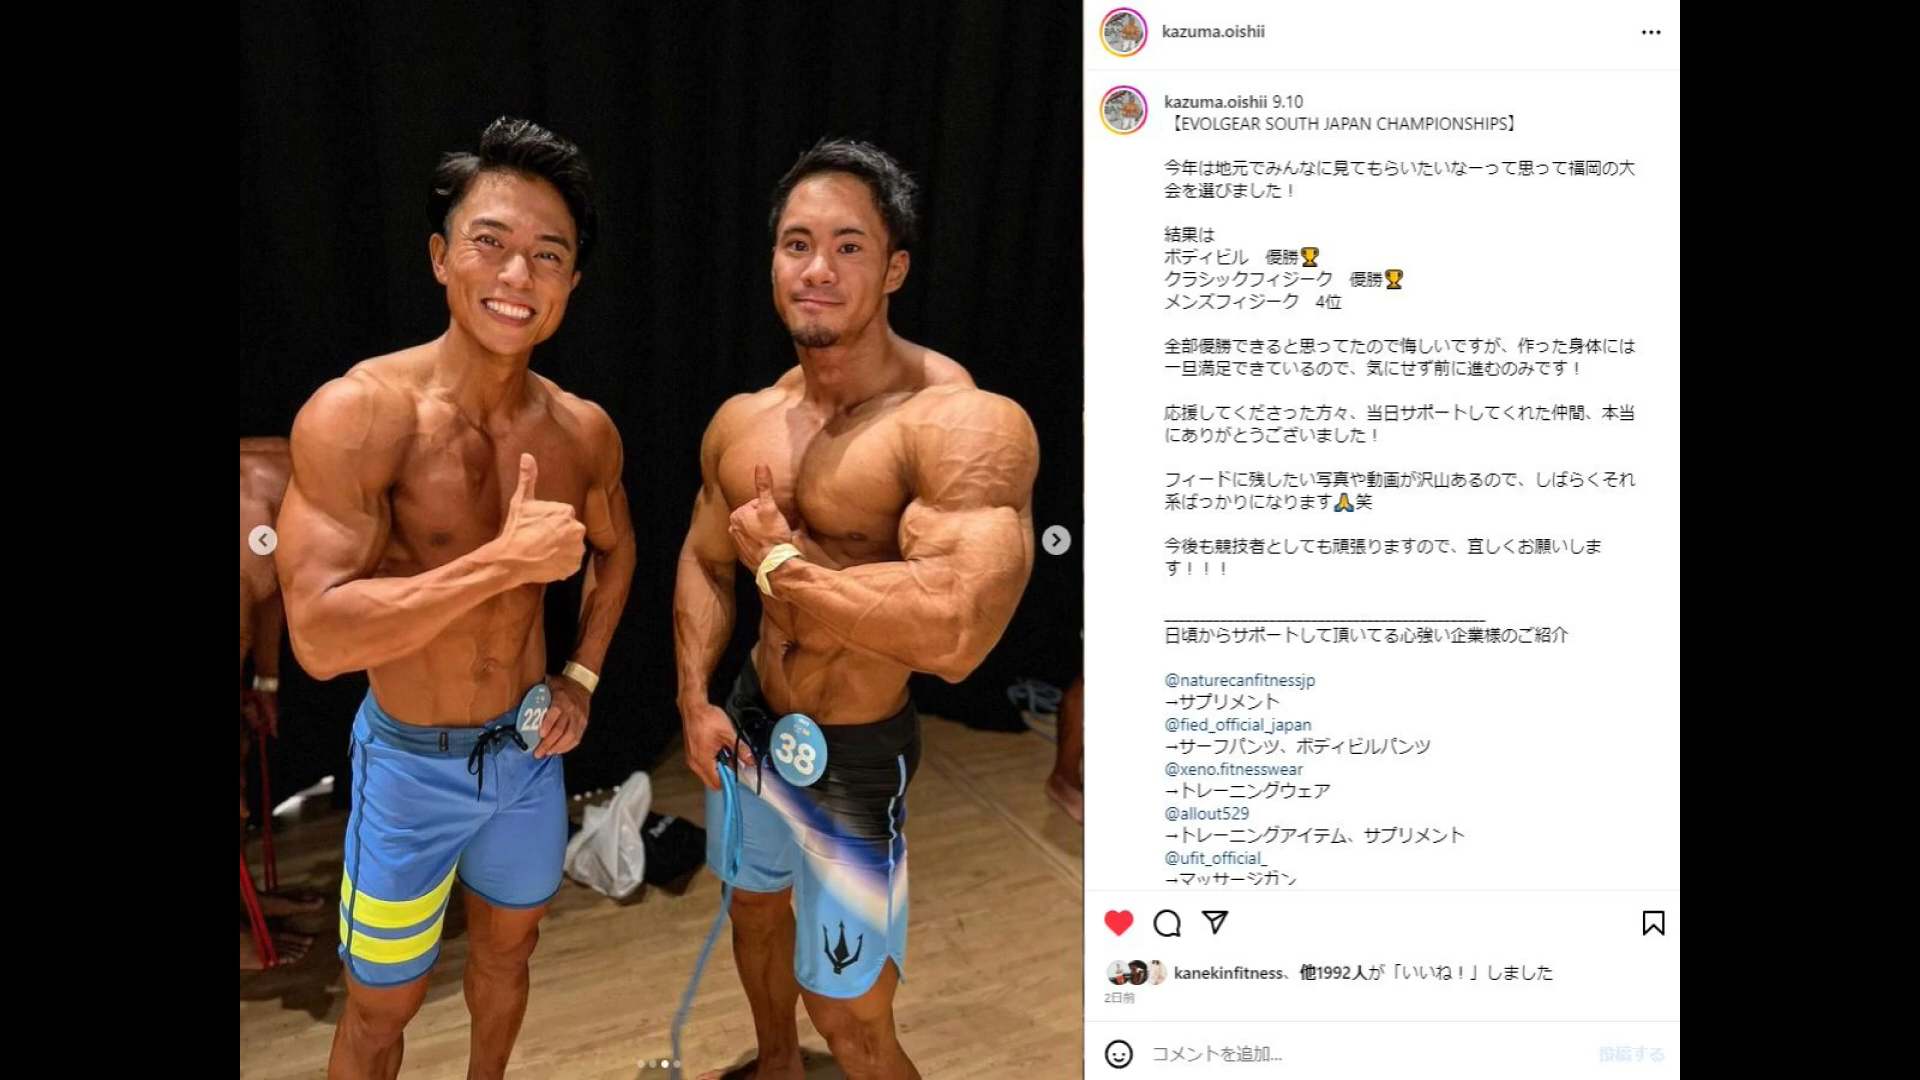 kazuma.oishii
kazuma.oishii 9.10
【EVOLGEAR SOUTH JAPAN CHAMPIONSHIPS】
今年は地元でみんなに見てもらいたいなーって思って福岡の大
会を選びました！
結果は
ボディビル　優勝🏆
クラシックフィジーク　優勝🏆
メンズフィジーク　4位
全部優勝できると思ってたので悔しいですが、作った身体には
一旦満足できているので、気にせず前に進むのみです！
応援してくださった方々、当日サポートしてくれた仲間、本当
にありがとうございました！
フィードに残したい写真や動画が沢山あるので、しばらくそれ
系ばっかりになります🙏笑
今後も競技者としても頑張りますので、宜しくお願いしま
す！！！
日頃からサポートして頂いてる心強い企業様のご紹介
@naturecanfitnessjp
→サプリメント
@fied_official_japan
→サーフパンツ、ボディビルパンツ
@xeno.fitnesswear
→トレーニングウェア
@allout529
→トレーニングアイテム、サプリメント
@ufit_official_
→マッサージガン
kanekinfitness、他1992人が「いいね！」しました
2日前
コメントを追加...
投稿する
220
38